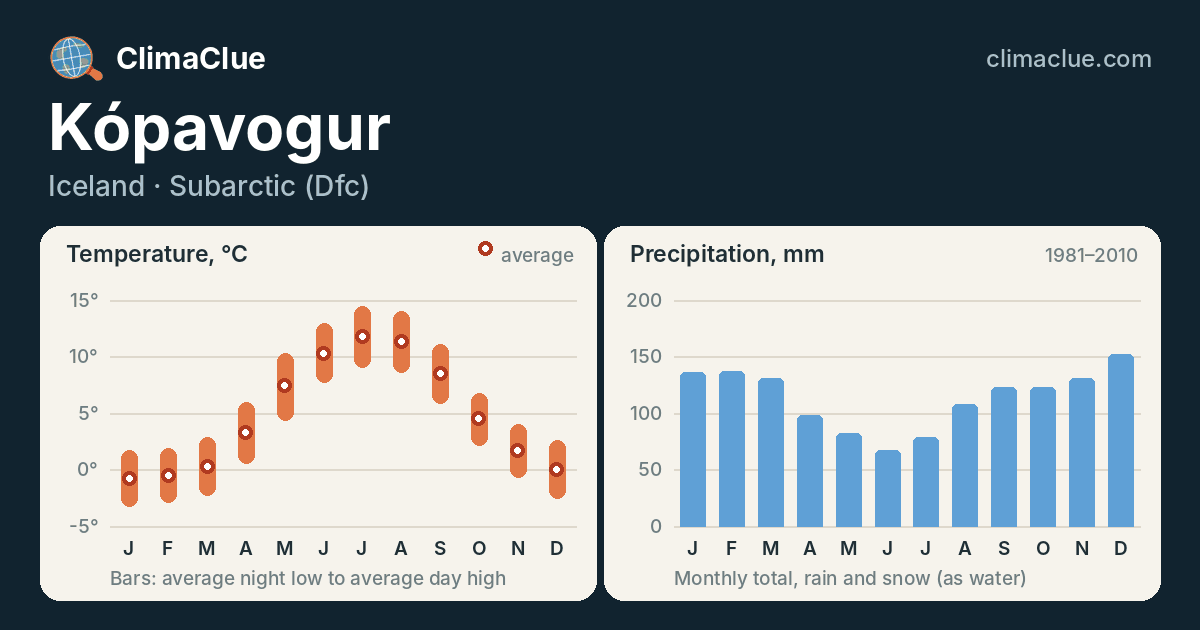 ClimaClue
climaclue.com
Kópavogur
Iceland · Subarctic (Dfc)
Temperature, °C
average
15°
10°
5°
0°
-5°
J F M A M J J A S O N D
Bars: average night low to average day high
Precipitation, mm
1981–2010
200
150
100
50
0
J F M A M J J A S O N D
Monthly total, rain and snow (as water)